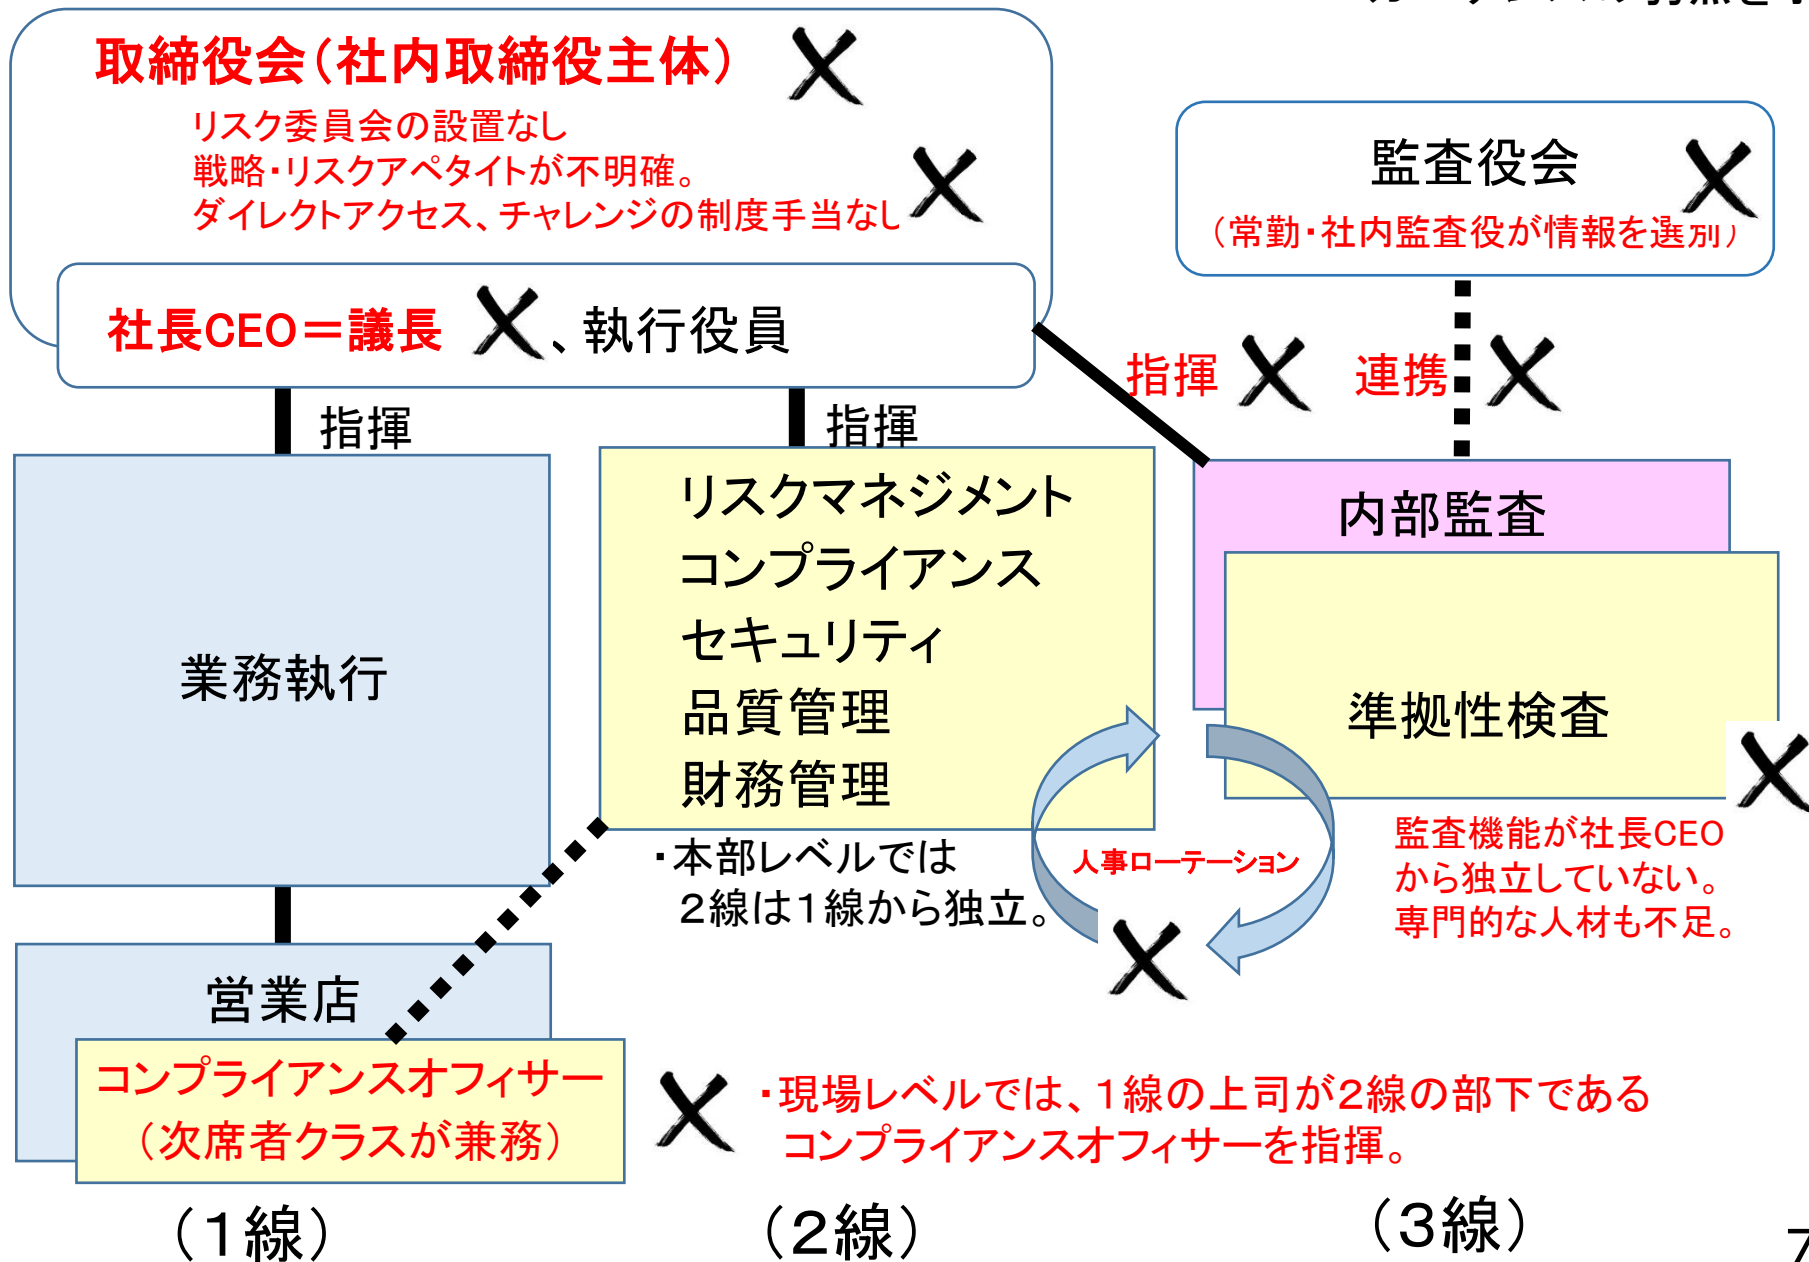 取締役会(社内取締役主体)
リスク委員会の設置なし
戦略・リスクアペタイトが不明確。
ダイレクトアクセス、チャレンジの制度手当なし
社長CEO=議長
、執行役員
監査役会
(常勤・社内監査役が情報を選別)
指揮
指揮
指揮
連携
業務執行
リスクマネジメント
コンプライアンス
セキュリティ
品質管理
財務管理
内部監査
準拠性検査
・本部レベルでは
2線は1線から独立。
人事ローテーション
監査機能が社長CEO
から独立していない。
専門的な人材も不足。
営業店
コンプライアンスオフィサー
(次席者クラスが兼務)
・現場レベルでは、1線の上司が2線の部下である
コンプライアンスオフィサーを指揮。
(1線)
(2線)
(3線)